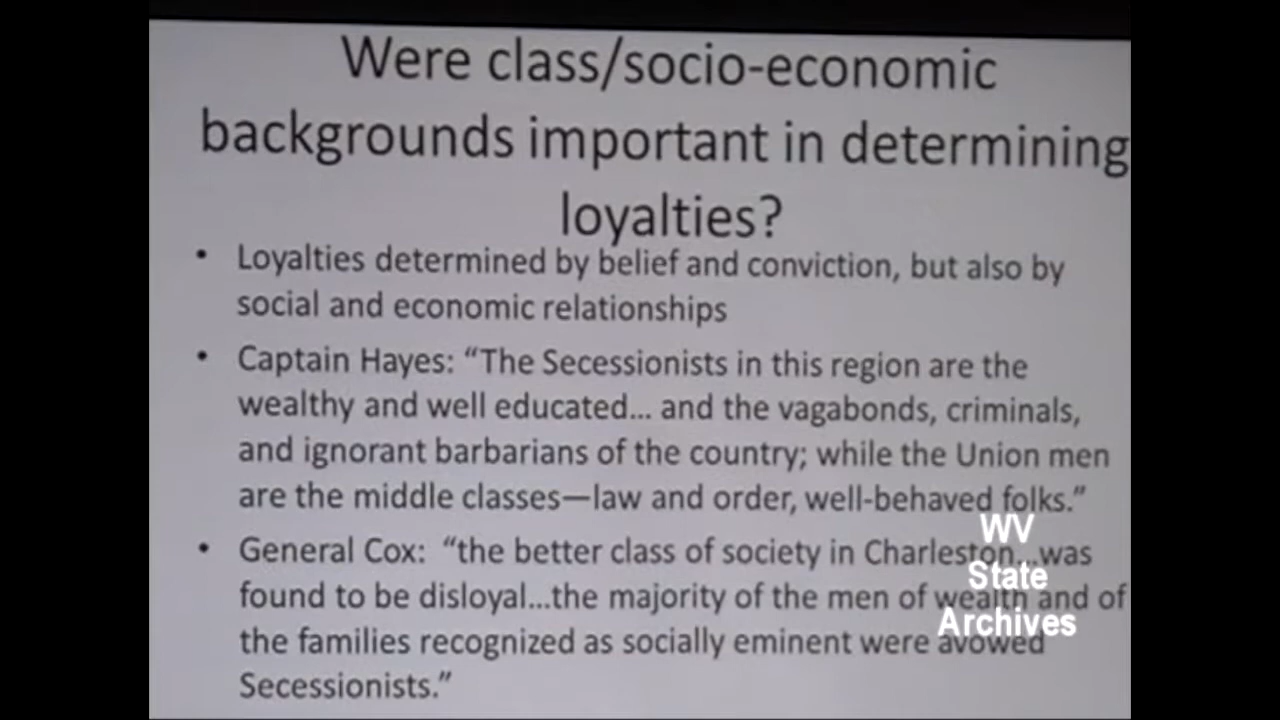 Were class/socio-economic
backgrounds important in determining
loyalties?
• Loyalties determined by belief and conviction, but also by
social and economic relationships
• Captain Hayes: “The Secessionists in this region are the
wealthy and well educated... and the vagabonds, criminals,
and ignorant barbarians of the country; while the Union men
are the middle classes—law and order, well-behaved folks.”
• General Cox: “the better class of society in Charleston...was
found to be disloyal...the majority of the men of wealth and of
the families recognized as socially eminent were avowed
Secessionists.”
WV
State
Archives